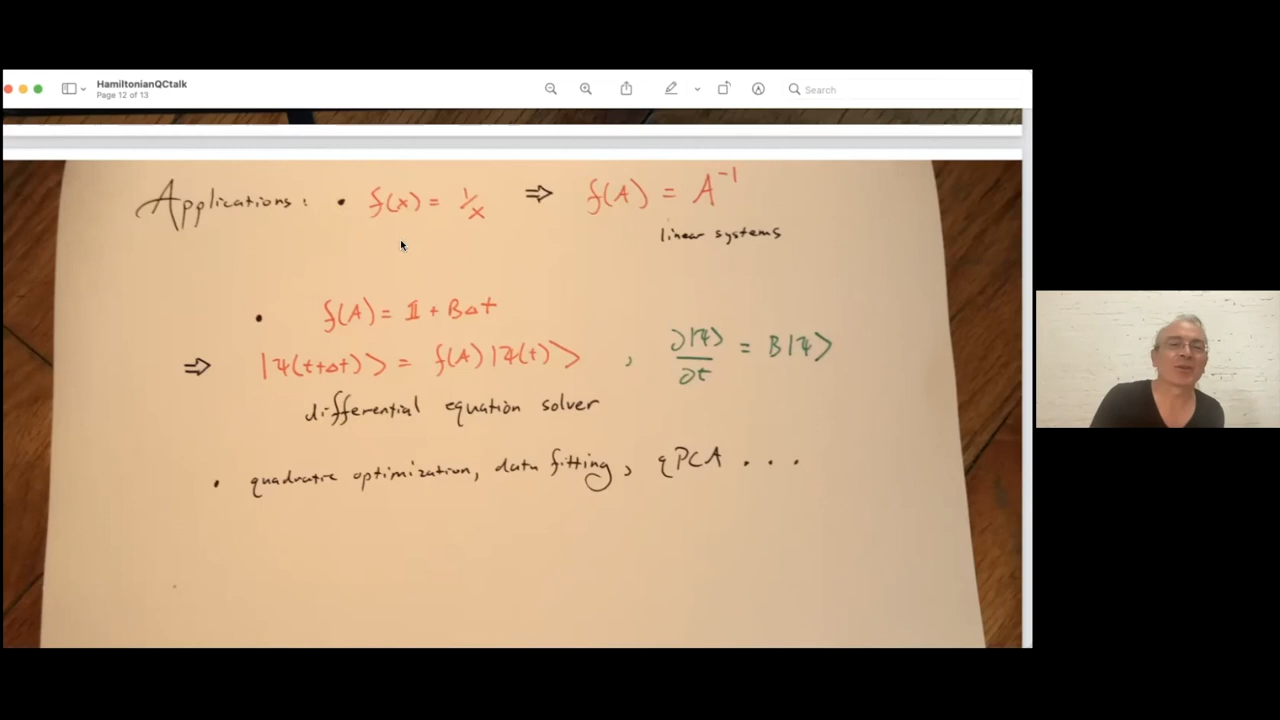 HamiltonianQCtalk
Page 12 of 13
Search
Applications: • f(x) = 1/x ⇒ f(A) = A⁻¹
linear systems
• f(A) = 𝕀 + BΔt
⇒ |Ψ(t+Δt)> = f(A)|Ψ(t)> , ∂|Ψ>/∂t = B|Ψ>
differential equation solver
• quadratic optimization, data fitting, qPCA ...